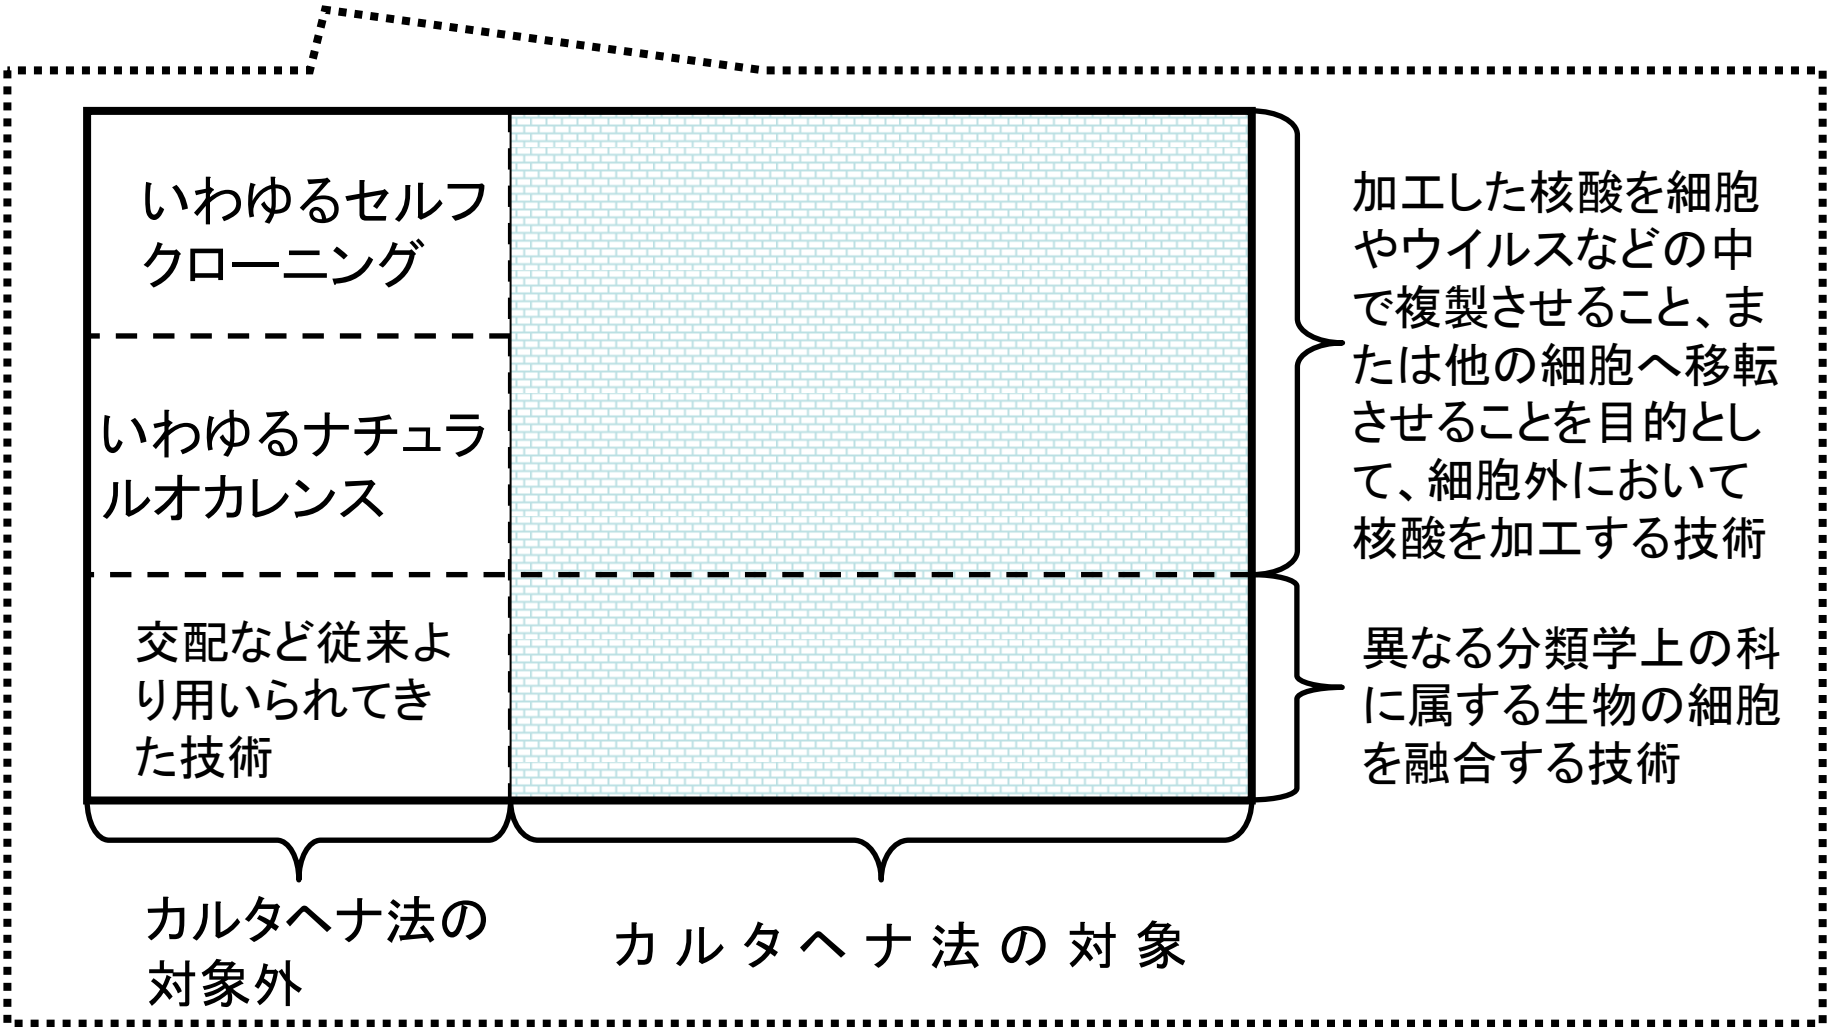 いわゆるセルフ
クローニング
いわゆるナチュラ
ルオカレンス
交配など従来よ
り用いられてき
た技術
加工した核酸を細胞
やウイルスなどの中
で複製させること、ま
たは他の細胞へ移転
させることを目的とし
て、細胞外において
核酸を加工する技術
異なる分類学上の科
に属する生物の細胞
を融合する技術
カルタヘナ法の
対象外
カルタヘナ法の対象